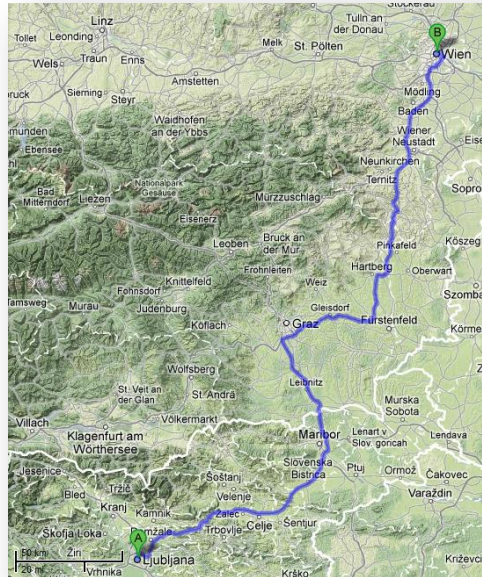 Stockerau
Linz
Tulln an
der Donau
B
Tollet
Leonding
Wien
Wels
Traun
Enns
Melk
St. Pölten
Amstetten
Mödling
Sierning
Steyr
Baden
Waidhofen
an der Ybbs
Wiener
Neustadt
Ebensee
Neunkirchen
Ternitz
Bad
Mitterndorf
Nationalpark
Gesäuse
Liezen
Mürzzuschlag
Eisenerz
Leoben
Bruck an
der Mur
Pinkafeld
Hartberg
Oberwart
Frohnleiten
Knittelfeld
Weiz
Fohnsdorf
Gleisdorf
Tamsweg
Murau
Judenburg
Köflach
Graz
Fürstenfeld
Wolfsberg
St. Veit an
der Glan
St. Andrä
Leibnitz
Villach
Völkermarkt
Murska
Sobota
Klagenfurt am
Wörthersee
Maribor
Lenart v
Slov. goricah
Lendava
Jesenice
Šoštanj
Slovenska
Bistrica
Ptuj
Ormož
Čakovec
Bled
Tržič
Velenje
Varaždin
Kranj
Kamnik
Žalec
Celje
Šentjur
Škofja Loka
Domžale
Trbovlje
A
50 km
Žiri
Ljubljana
20 mi
Vrhnika
Krško